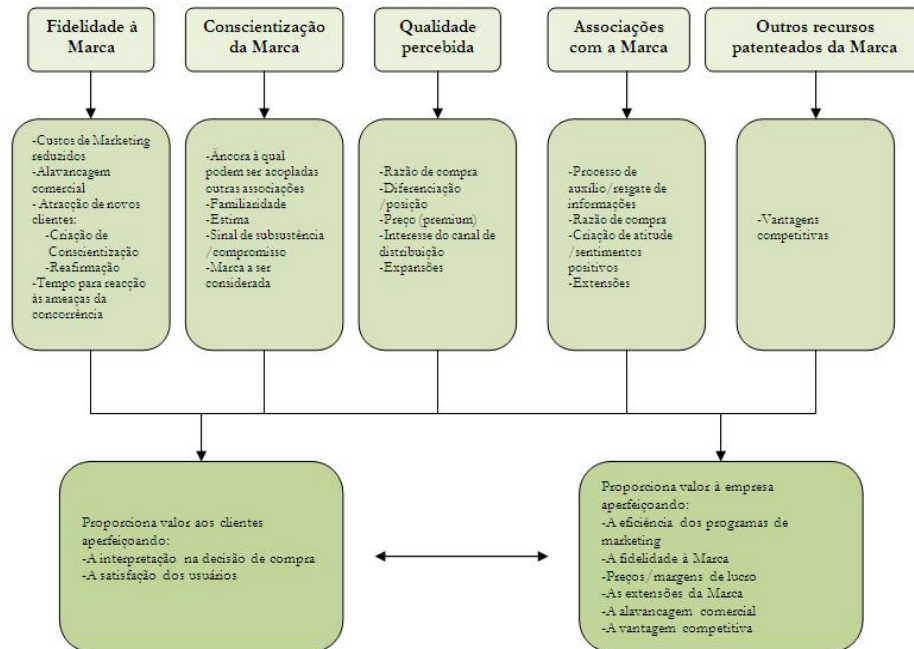 Fidelidade à
Marca
Conscientização
da Marca
Qualidade
percebida
Associações
com a Marca
Outros recursos
patenteados da Marca
-Custos de Marketing
reduzidos
-Alavancagem
comercial
-Atracção de novos
clientes:
-Criação de
Conscientização
-Reafirmação
-Tempo para reacção
às ameaças da
concorrência
-Âncora à qual
podem ser acopladas
outras associações
-Familiaridade
-Estima
-Sinal de subsustência
/compromisso
-Marca a ser
considerada
-Razão de compra
-Diferenciação
/posição
-Preço (premium)
-Interesse do canal de
distribuição
-Expansões
-Processo de
auxílio/resgate de
informações
-Razão de compra
-Criação de atitude
/sentimentos
positivos
-Extensões
-Vantagens
competitivas
Proporciona valor aos clientes
aperfeiçoando:
-A interpretação na decisão de compra
-A satisfação dos usuários
Proporciona valor à empresa
aperfeiçoando:
-A eficiência dos programas de
marketing
-A fidelidade à Marca
-Preços/margens de lucro
-As extensões da Marca
-A alavancagem comercial
-A vantagem competitiva